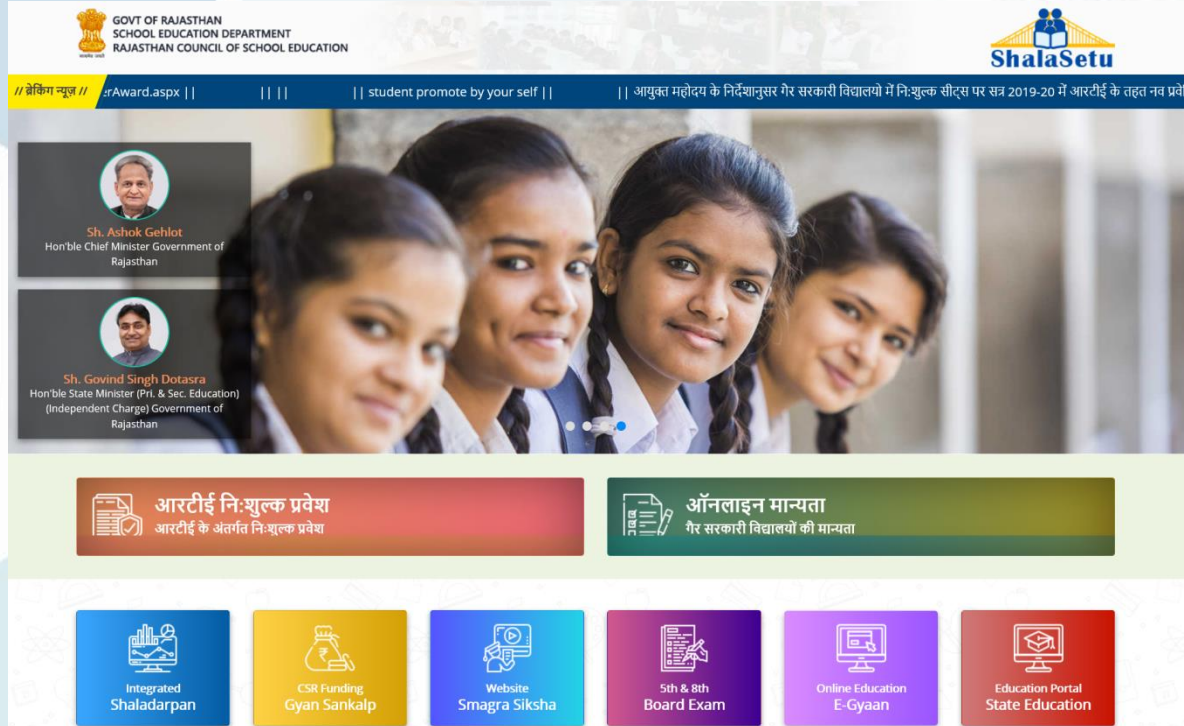 GOVT OF RAJASTHAN
SCHOOL EDUCATION DEPARTMENT
RAJASTHAN COUNCIL OF SCHOOL EDUCATION
ShalaSetu
// ब्रेकिंग न्यूज़ // erAward.aspx || || || || student promote by your self || || आयुक्त महोदय के निर्देशानुसर गैर सरकारी विद्यालयो में नि:शुल्क सीट्स पर सत्र 2019-20 में आरटीई के तहत नव प्रवे
Sh. Ashok Gehlot
Hon'ble Chief Minister Government of
Rajasthan
Sh. Govind Singh Dotasra
Hon'ble State Minister (Pri. & Sec. Education)
(Independent Charge) Government of
Rajasthan
आरटीई नि:शुल्क प्रवेश
आरटीई के अंतर्गत निःशुल्क प्रवेश
ऑनलाइन मान्यता
गैर सरकारी विद्यालयों की मान्यता
Integrated
Shaladarpan
CSR Funding
Gyan Sankalp
Website
Smagra Siksha
5th & 8th
Board Exam
Online Education
E-Gyaan
Education Portal
State Education